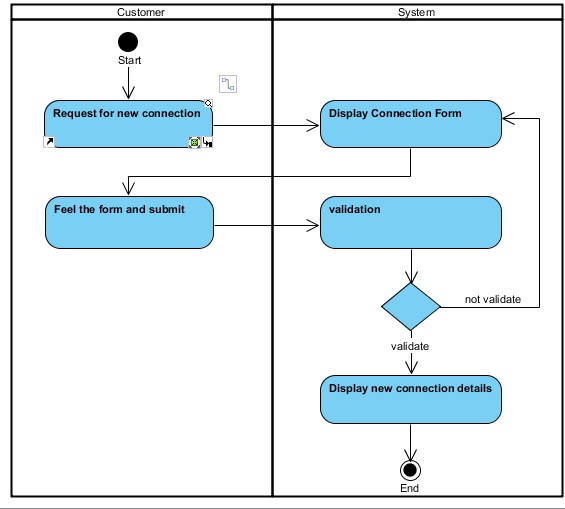 Customer
System
Start
Request for new connection
Display Connection Form
Feel the form and submit
validation
not validate
validate
Display new connection details
End